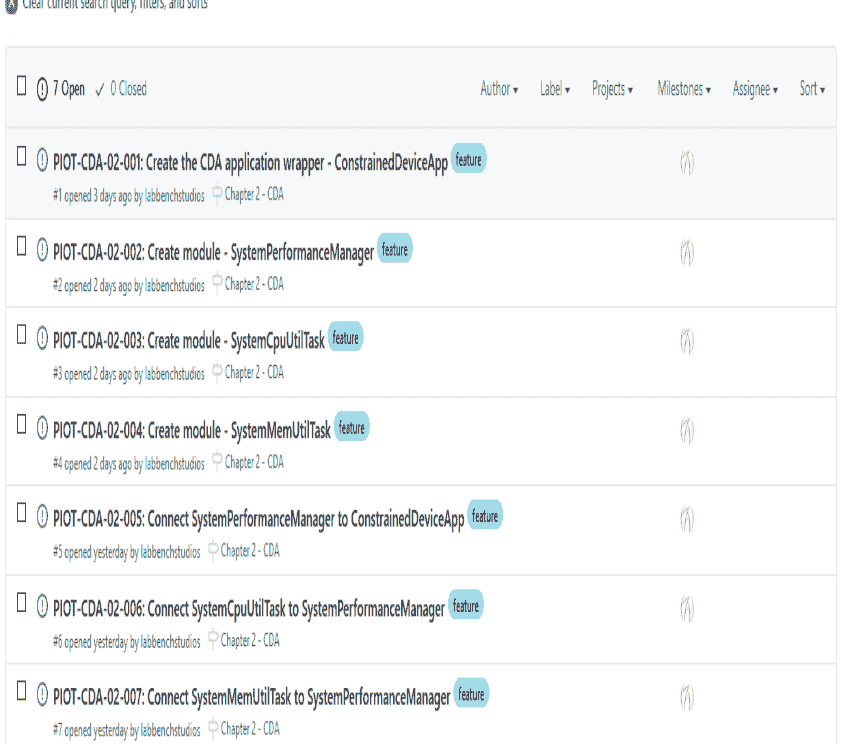 Clear current search query, filters, and sorts
7 Open ✓ 0 Closed Author ▾ Label ▾ Projects ▾ Milestones ▾ Assignee ▾ Sort ▾
PIOT-CDA-02-001: Create the CDA application wrapper - ConstrainedDeviceApp feature
#1 opened 3 days ago by labbenchstudios Chapter 2 - CDA
PIOT-CDA-02-002: Create module - SystemPerformanceManager feature
#2 opened 2 days ago by labbenchstudios Chapter 2 - CDA
PIOT-CDA-02-003: Create module - SystemCpuUtilTask feature
#3 opened 2 days ago by labbenchstudios Chapter 2 - CDA
PIOT-CDA-02-004: Create module - SystemMemUtilTask feature
#4 opened 2 days ago by labbenchstudios Chapter 2 - CDA
PIOT-CDA-02-005: Connect SystemPerformanceManager to ConstrainedDeviceApp feature
#5 opened yesterday by labbenchstudios Chapter 2 - CDA
PIOT-CDA-02-006: Connect SystemCpuUtilTask to SystemPerformanceManager feature
#6 opened yesterday by labbenchstudios Chapter 2 - CDA
PIOT-CDA-02-007: Connect SystemMemUtilTask to SystemPerformanceManager feature
#7 opened yesterday by labbenchstudios Chapter 2 - CDA